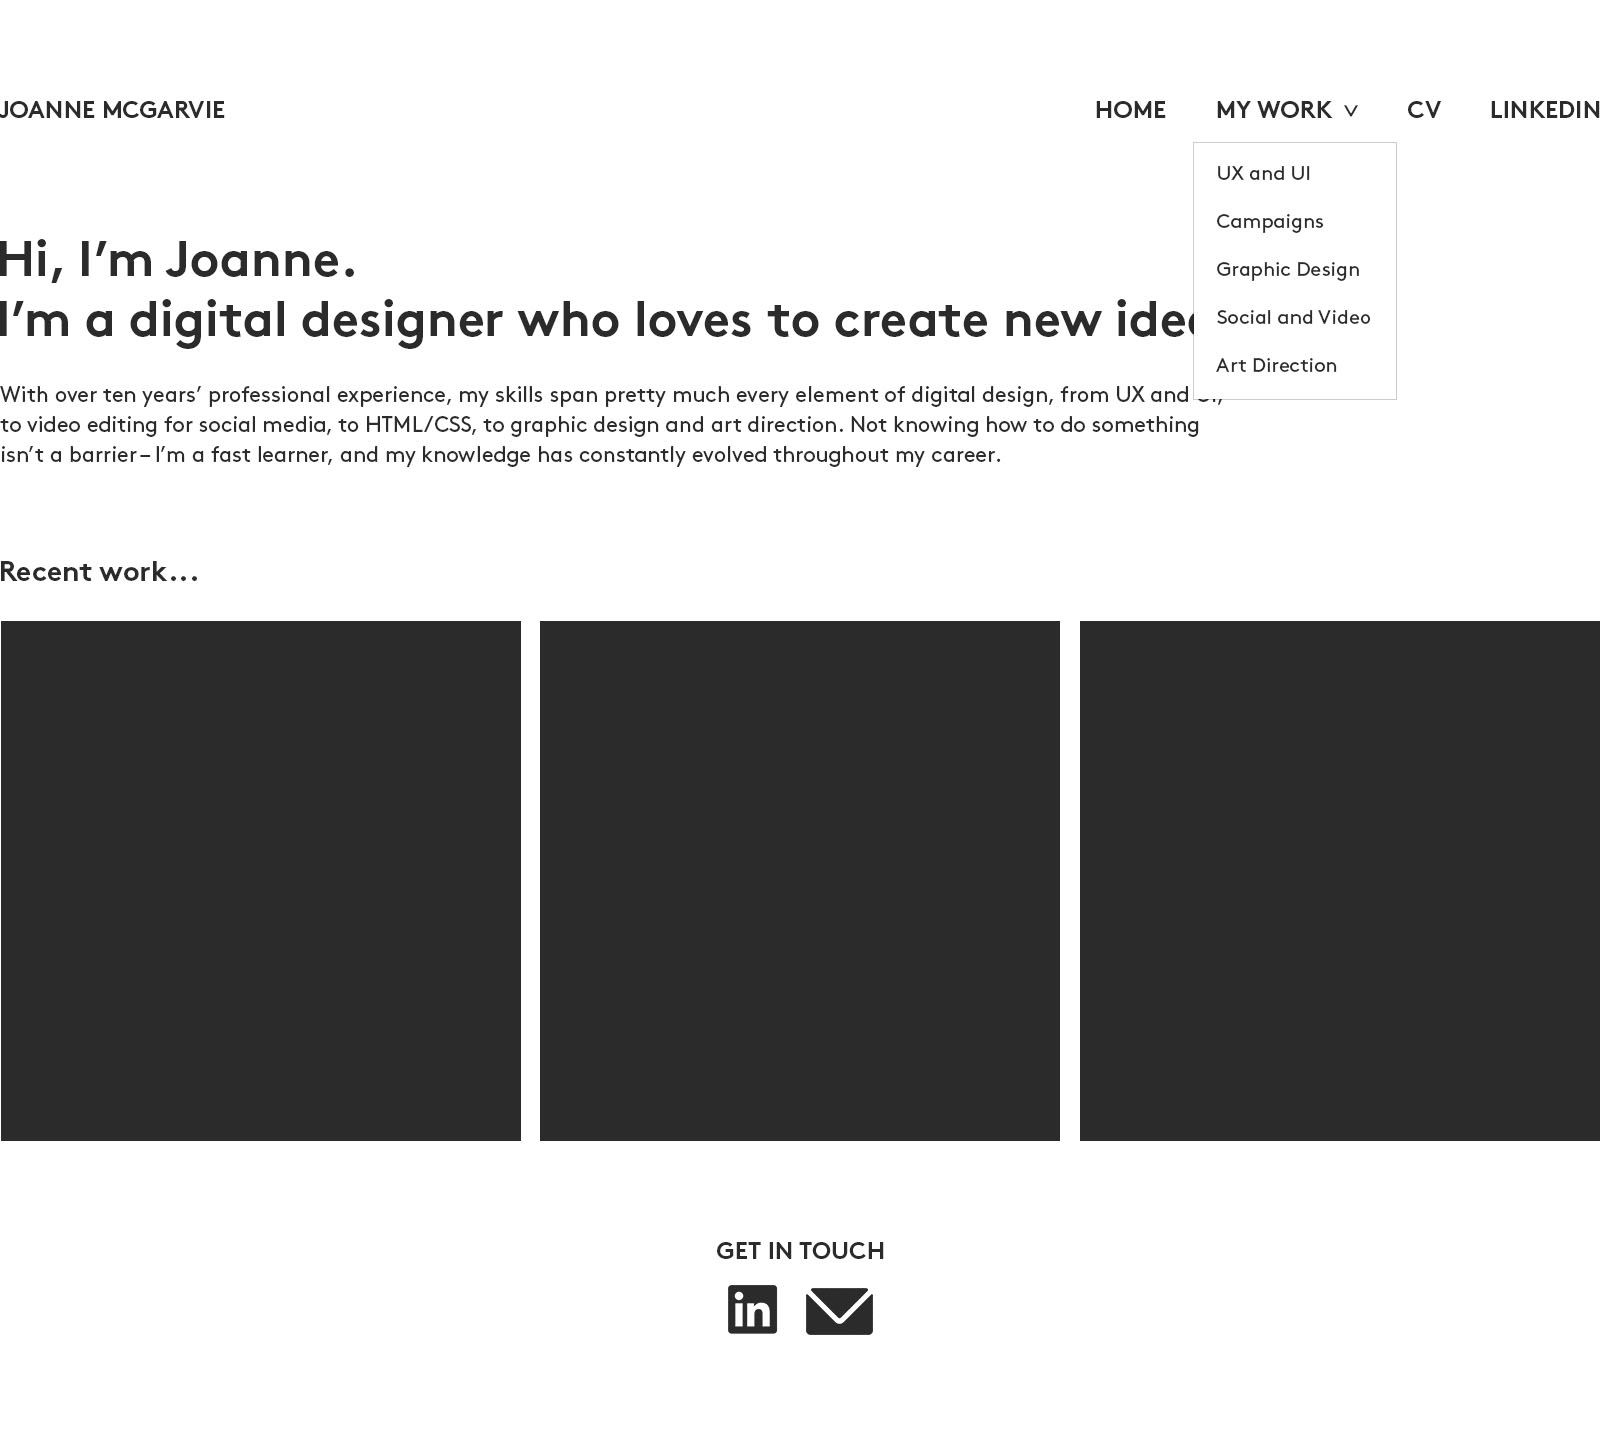 JOANNE MCGARVIE
HOME MY WORK CV LINKEDIN
UX and UI
Campaigns
Graphic Design
Social and Video
Art Direction
Hi, I’m Joanne.
I’m a digital designer who loves to create new
With over ten years’ professional experience, my skills span pretty much every element of digital design, from UX and UI,
to video editing for social media, to HTML/CSS, to graphic design and art direction. Not knowing how to do something
isn’t a barrier – I’m a fast learner, and my knowledge has constantly evolved throughout my career.
Recent work...
GET IN TOUCH
in